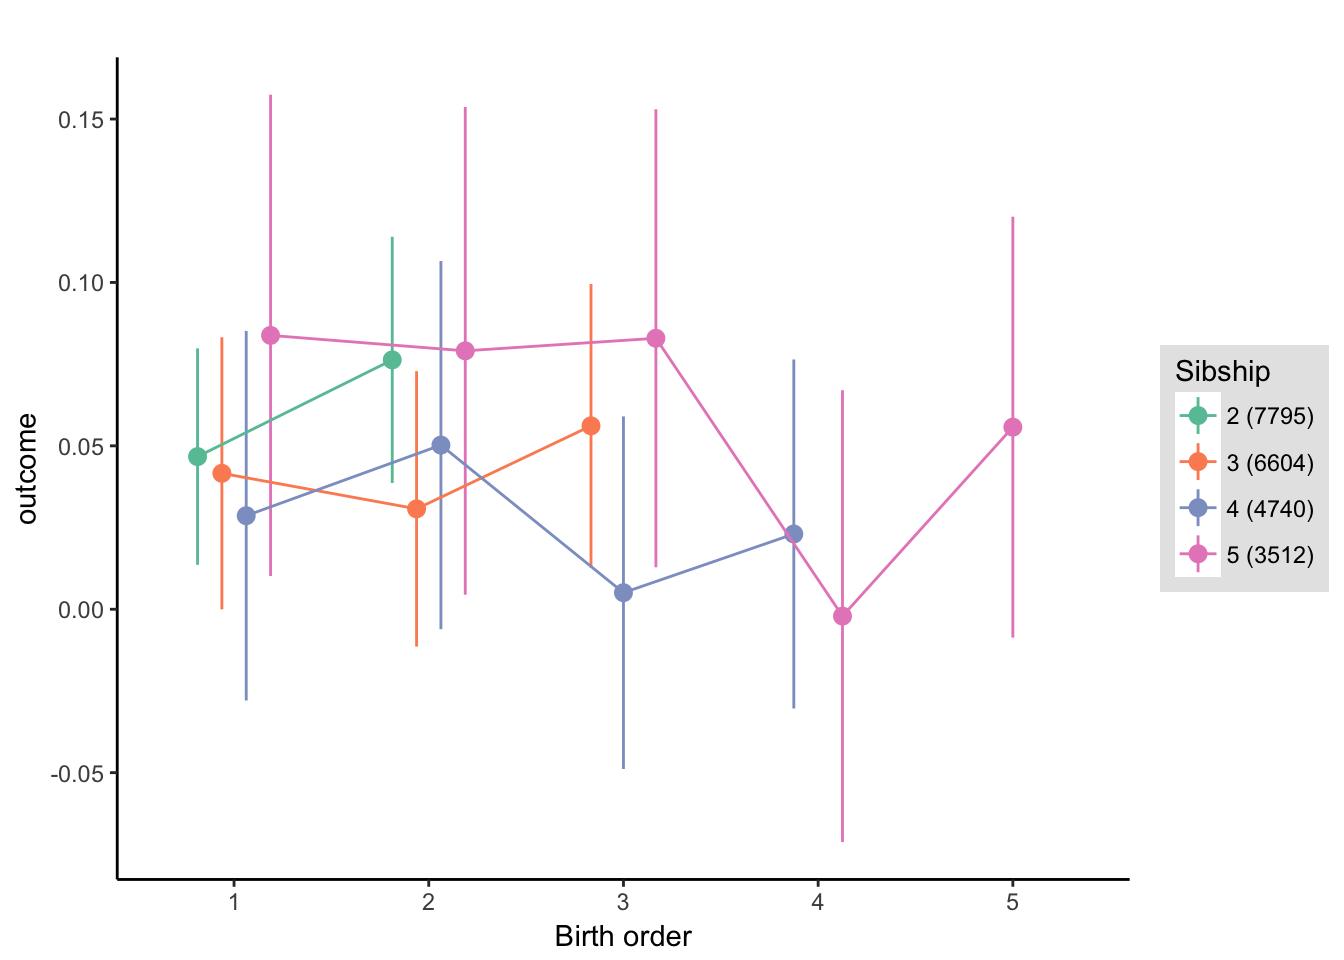 0.15
0.10
0.05
0.00
-0.05
outcome
1 2 3 4 5
Birth order
Sibship
2 (7795)
3 (6604)
4 (4740)
5 (3512)